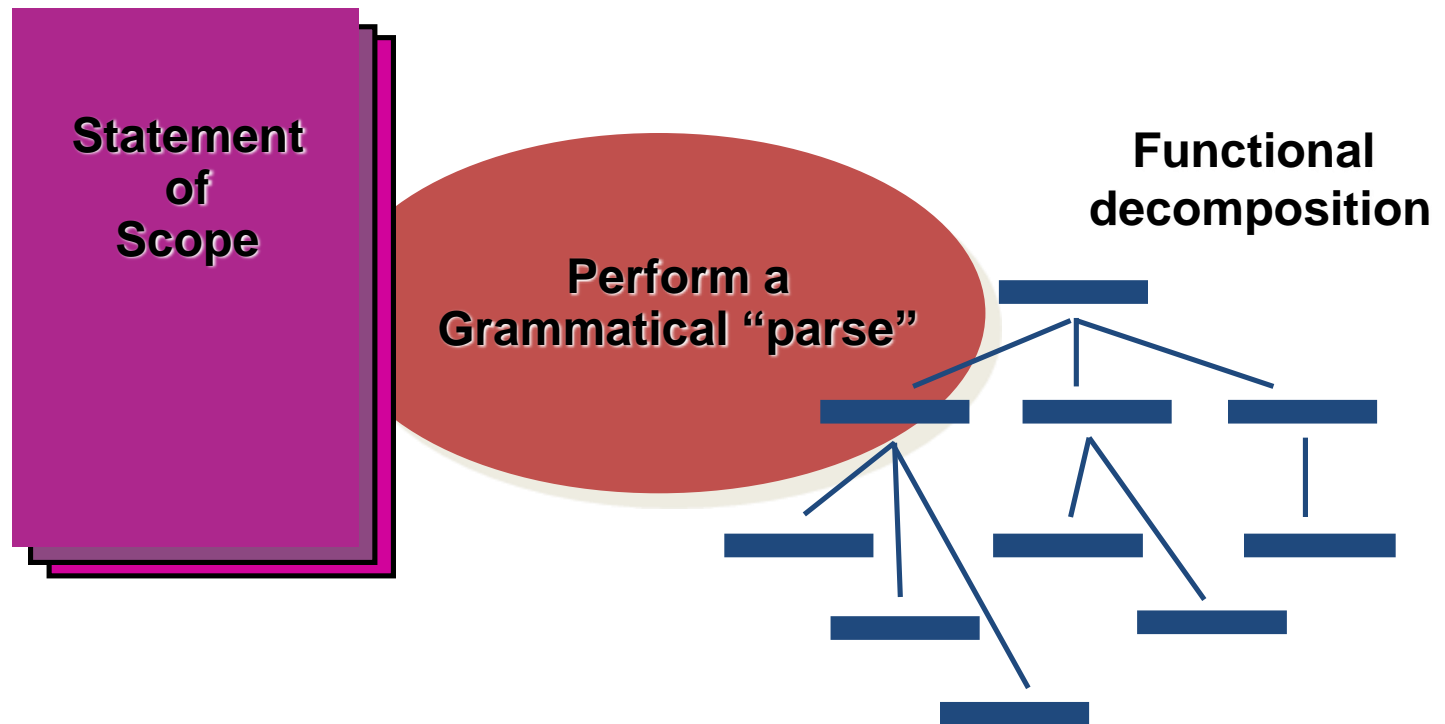 Statement
of
Scope
Perform a
Grammatical “parse”
Functional
decomposition